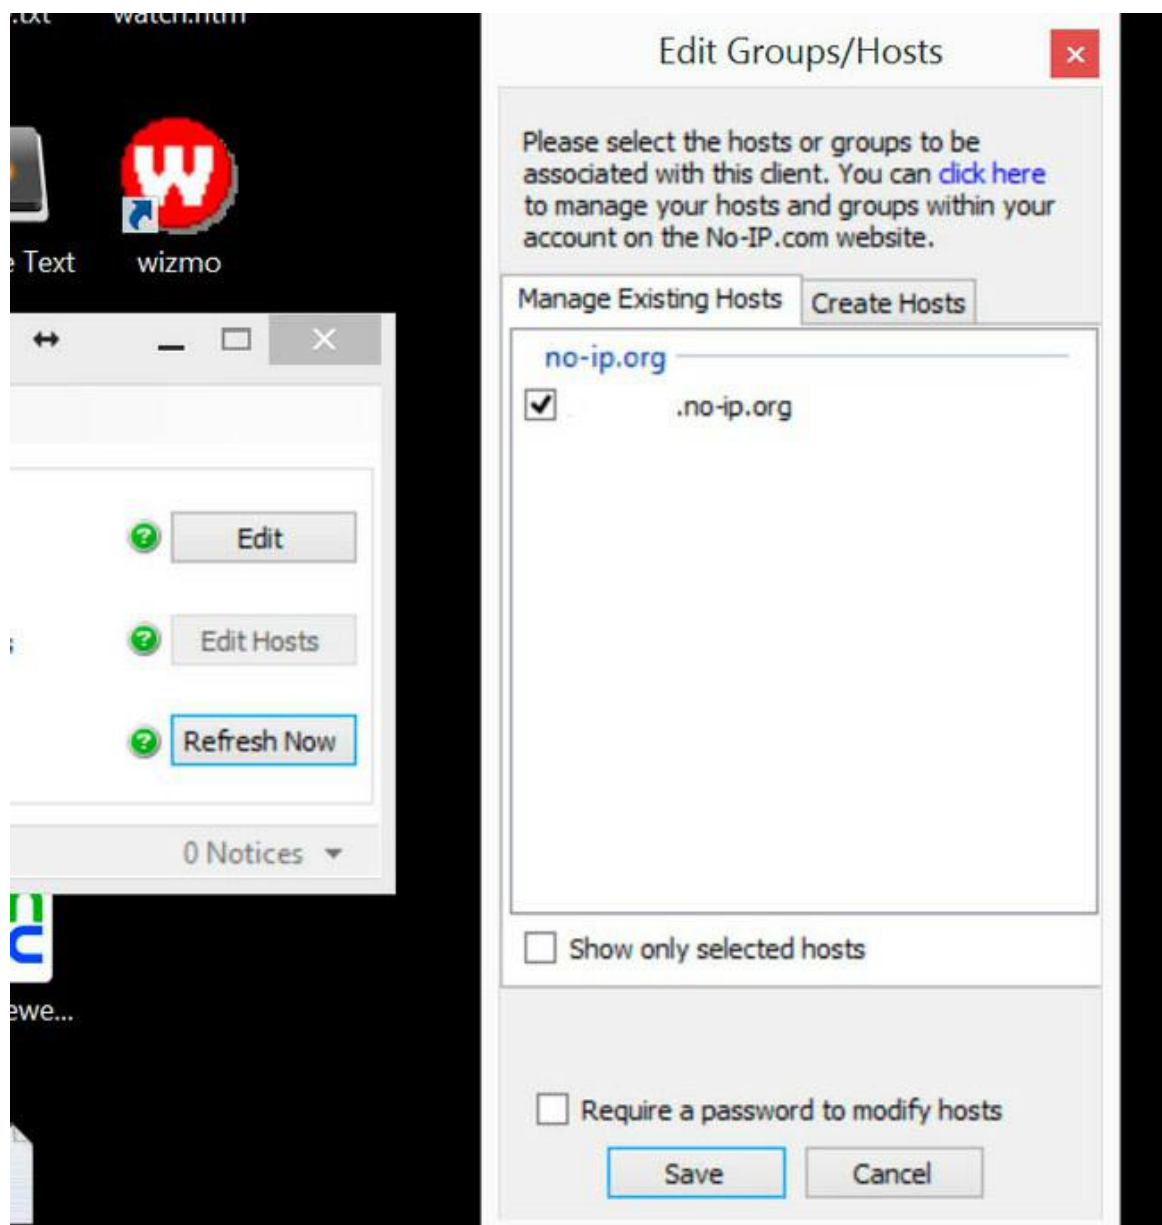 watch.htm
Text
wizmo
Edit
Edit Hosts
Refresh Now
0 Notices
Edit Groups/Hosts
Please select the hosts or groups to be
associated with this client. You can click here
to manage your hosts and groups within your
account on the No-IP.com website.
Manage Existing Hosts
Create Hosts
no-ip.org
.no-ip.org
Show only selected hosts
Require a password to modify hosts
Save
Cancel